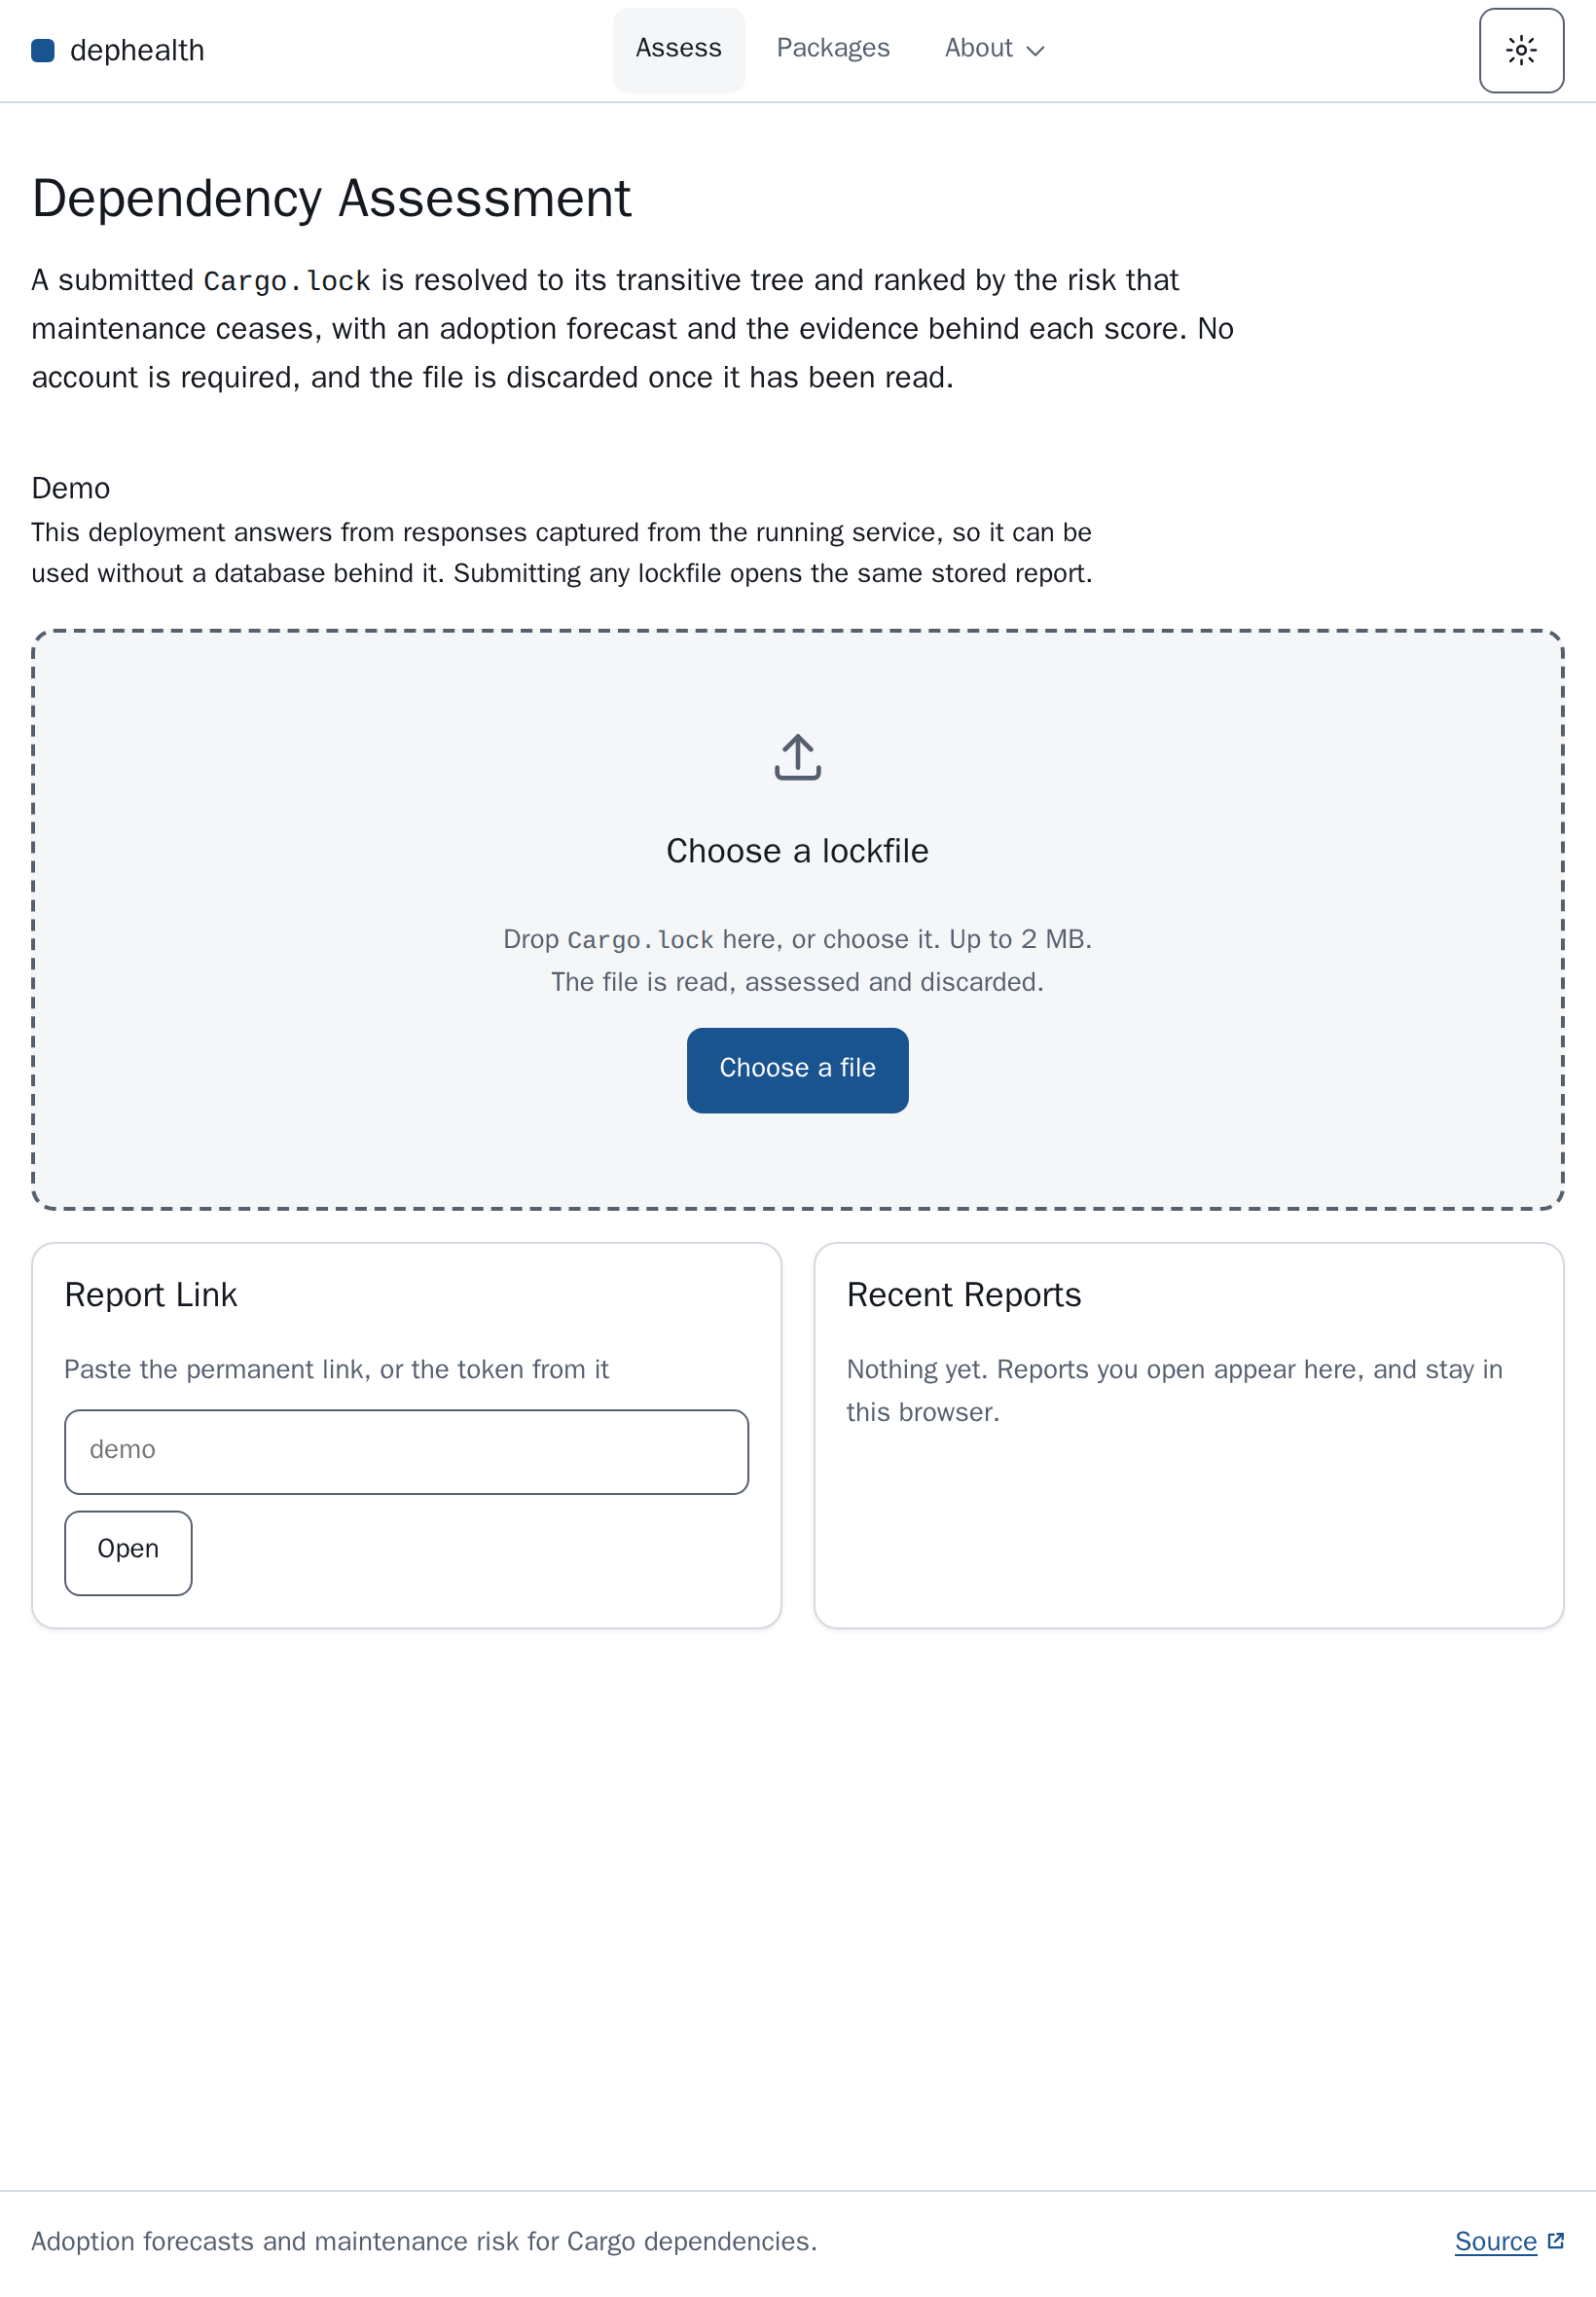 dephealth
Assess
Packages
About
Dependency Assessment
A submitted Cargo.lock is resolved to its transitive tree and ranked by the risk that
maintenance ceases, with an adoption forecast and the evidence behind each score. No
account is required, and the file is discarded once it has been read.
Demo
This deployment answers from responses captured from the running service, so it can be
used without a database behind it. Submitting any lockfile opens the same stored report.
Choose a lockfile
Drop Cargo.lock here, or choose it. Up to 2 MB.
The file is read, assessed and discarded.
Choose a file
Report Link
Paste the permanent link, or the token from it
demo
Open
Recent Reports
Nothing yet. Reports you open appear here, and stay in
this browser.
Adoption forecasts and maintenance risk for Cargo dependencies.
Source